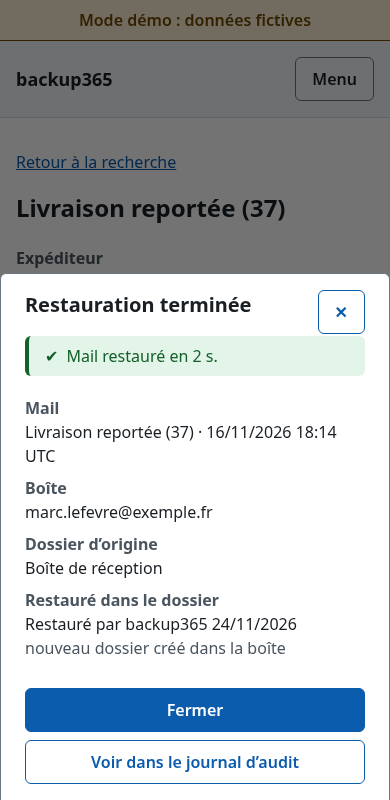 Mode démo : données fictives
backup365
Menu
Retour à la recherche
Livraison reportée (37)
Expéditeur
Restauration terminée
×
✔ Mail restauré en 2 s.
Mail
Livraison reportée (37) · 16/11/2026 18:14
UTC
Boîte
marc.lefevre@exemple.fr
Dossier d’origine
Boîte de réception
Restauré dans le dossier
Restauré par backup365 24/11/2026
nouveau dossier créé dans la boîte
Fermer
Voir dans le journal d’audit